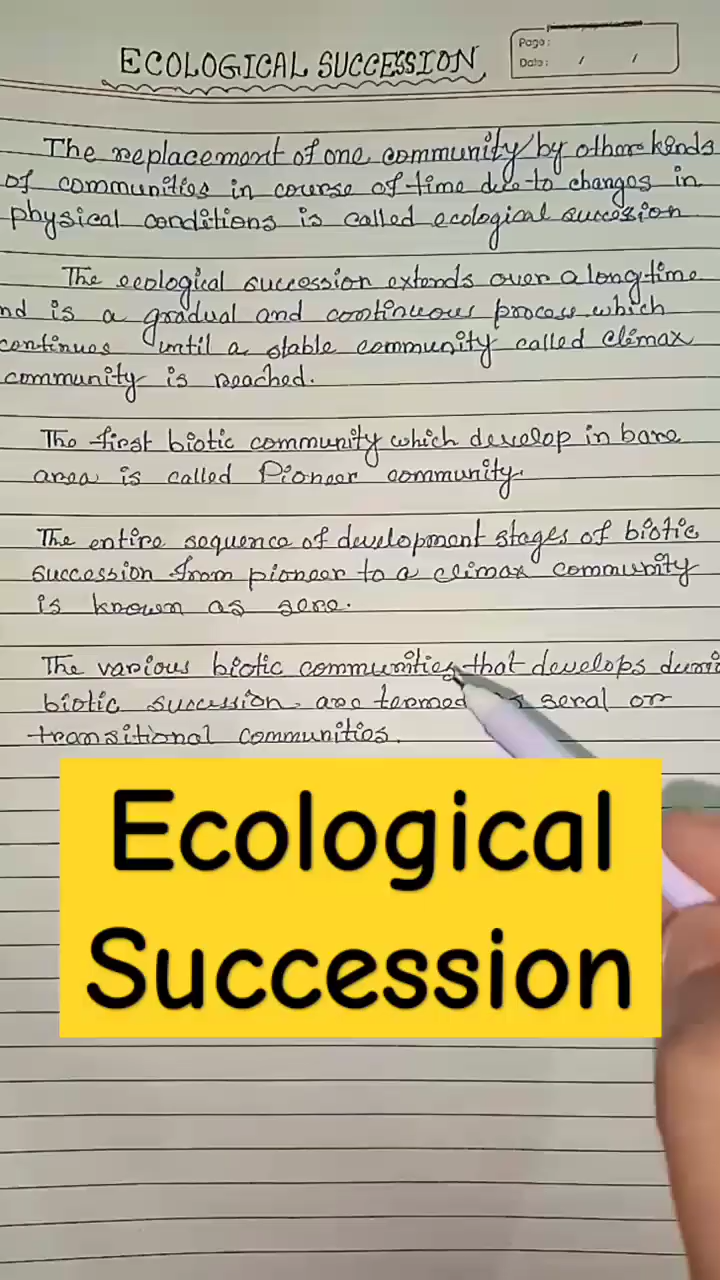 ECOLOGICAL SUCCESSION
Page:
Date: / /
The replacement of one community by other kinds
of communities in course of time due to changes in
physical conditions is called ecological succession
The ecological succession extends over a long time
nd is a gradual and continuous process which
continues until a stable community called climax
community is reached.
The first biotic community which develop in bare
area is called Pioneer community.
The entire sequence of development stages of biotic
succession from pioneer to a climax community
is known as sere.
The various biotic communities that develops duri
biotic succession are termed seral or
transitional communities.
Ecological
Succession